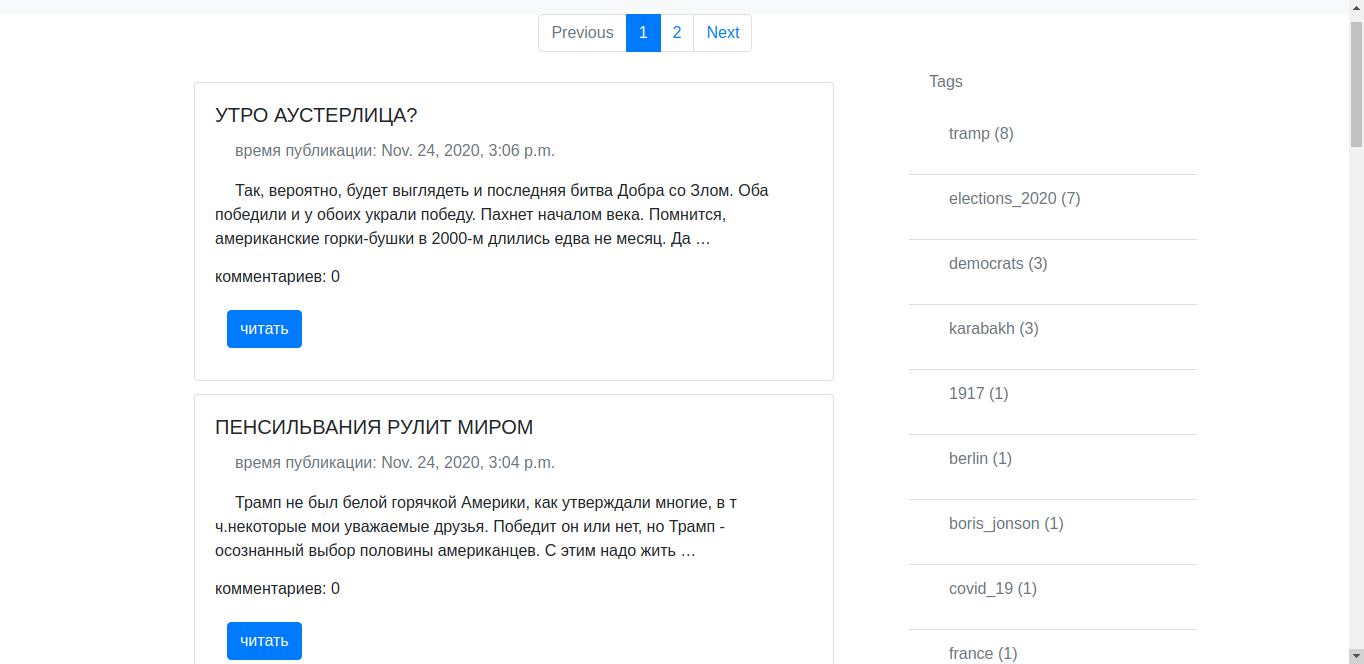 Previous 1 2 Next
УТРО АУСТЕРЛИЦА?
время публикации: Nov. 24, 2020, 3:06 p.m.
Так, вероятно, будет выглядеть и последняя битва Добра со Злом. Оба
победили и у обоих украли победу. Пахнет началом века. Помнится,
американские горки-бушки в 2000-м длились едва не месяц. Да …
комментариев: 0
читать
ПЕНСИЛЬВАНИЯ РУЛИТ МИРОМ
время публикации: Nov. 24, 2020, 3:04 p.m.
Трамп не был белой горячкой Америки, как утверждали многие, в т
ч.некоторые мои уважаемые друзья. Победит он или нет, но Трамп -
осознанный выбор половины американцев. С этим надо жить …
комментариев: 0
читать
Tags
tramp (8)
elections_2020 (7)
democrats (3)
karabakh (3)
1917 (1)
berlin (1)
boris_jonson (1)
covid_19 (1)
france (1)